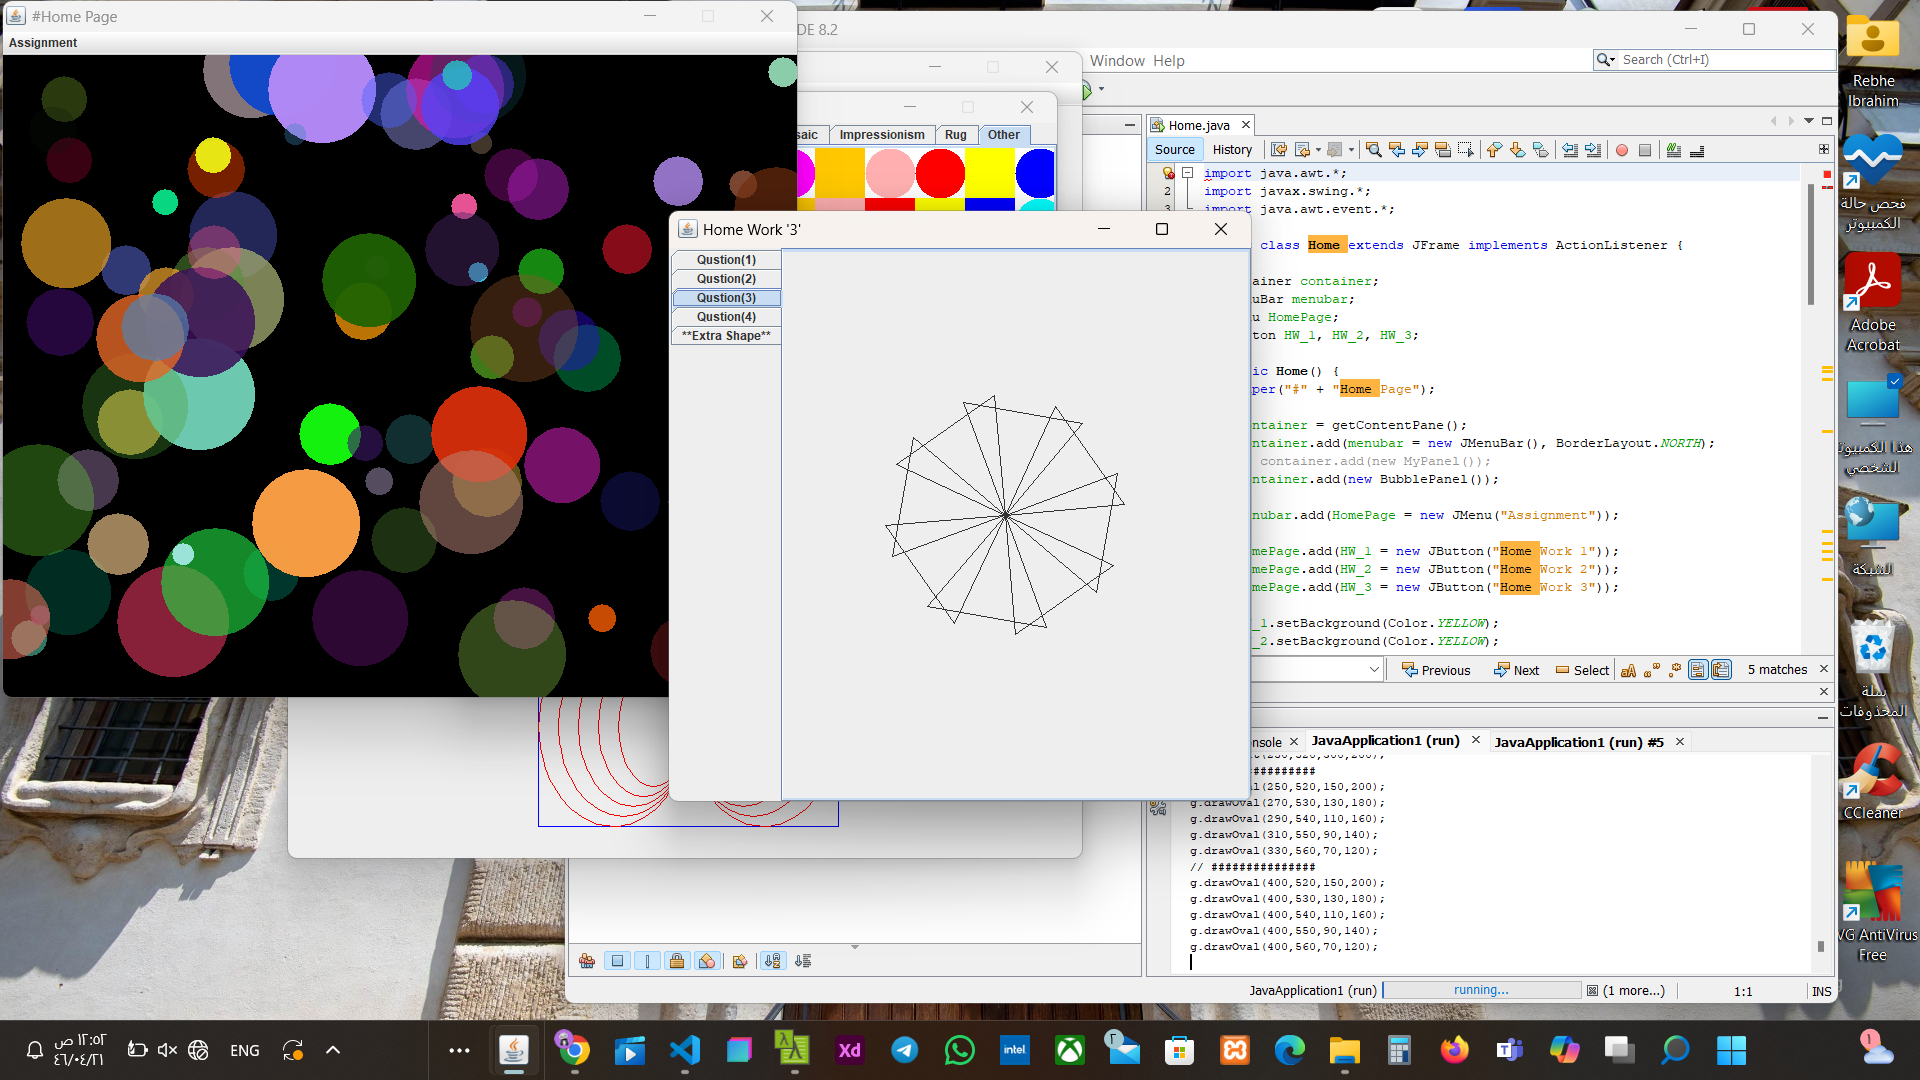 #Home Page
Assignment
DE 8.2
Window Help
Search (Ctrl+I)
saic
Impressionism
Rug
Other
Home Work '3'
Qustion(1)
Qustion(2)
Qustion(3)
Qustion(4)
**Extra Shape**
Home.java
Source
History
import java.awt.*;
2 import javax.swing.*;
3 import java.awt.event.*;
class Home extends JFrame implements ActionListener {
ainer container;
uBar menubar;
u HomePage;
ton HW_1, HW_2, HW_3;
ic Home() {
per("#" + "Home Page");
ntainer = getContentPane();
ntainer.add(menubar = new JMenuBar(), BorderLayout.NORTH);
container.add(new MyPanel());
ntainer.add(new BubblePanel());
nubar.add(HomePage = new JMenu("Assignment"));
mePage.add(HW_1 = new JButton("Home Work 1"));
mePage.add(HW_2 = new JButton("Home Work 2"));
mePage.add(HW_3 = new JButton("Home Work 3"));
_1.setBackground(Color.YELLOW);
_2.setBackground(Color.YELLOW);
Previous
Next
Select
5 matches
onsole
JavaApplication1 (run)
JavaApplication1 (run) #5
##########
l(250,520,150,200);
g.drawOval(270,530,130,180);
g.drawOval(290,540,110,160);
g.drawOval(310,550,90,140);
g.drawOval(330,560,70,120);
// ###############
g.drawOval(400,520,150,200);
g.drawOval(400,530,130,180);
g.drawOval(400,540,110,160);
g.drawOval(400,550,90,140);
g.drawOval(400,560,70,120);
JavaApplication1 (run)
running...
(1 more...)
1:1
INS
Rebhe
Ibrahim
فحص حالة
الكمبيوتر
Adobe
Acrobat
هذا الكمبيوتر
الشخصي
الشبكة
سلة
المحذوفات
CCleaner
VG AntiVirus
Free
١٢:٥٢ ص
٤٦/٠٤/٢١
ENG
Xd
intel
٢
1